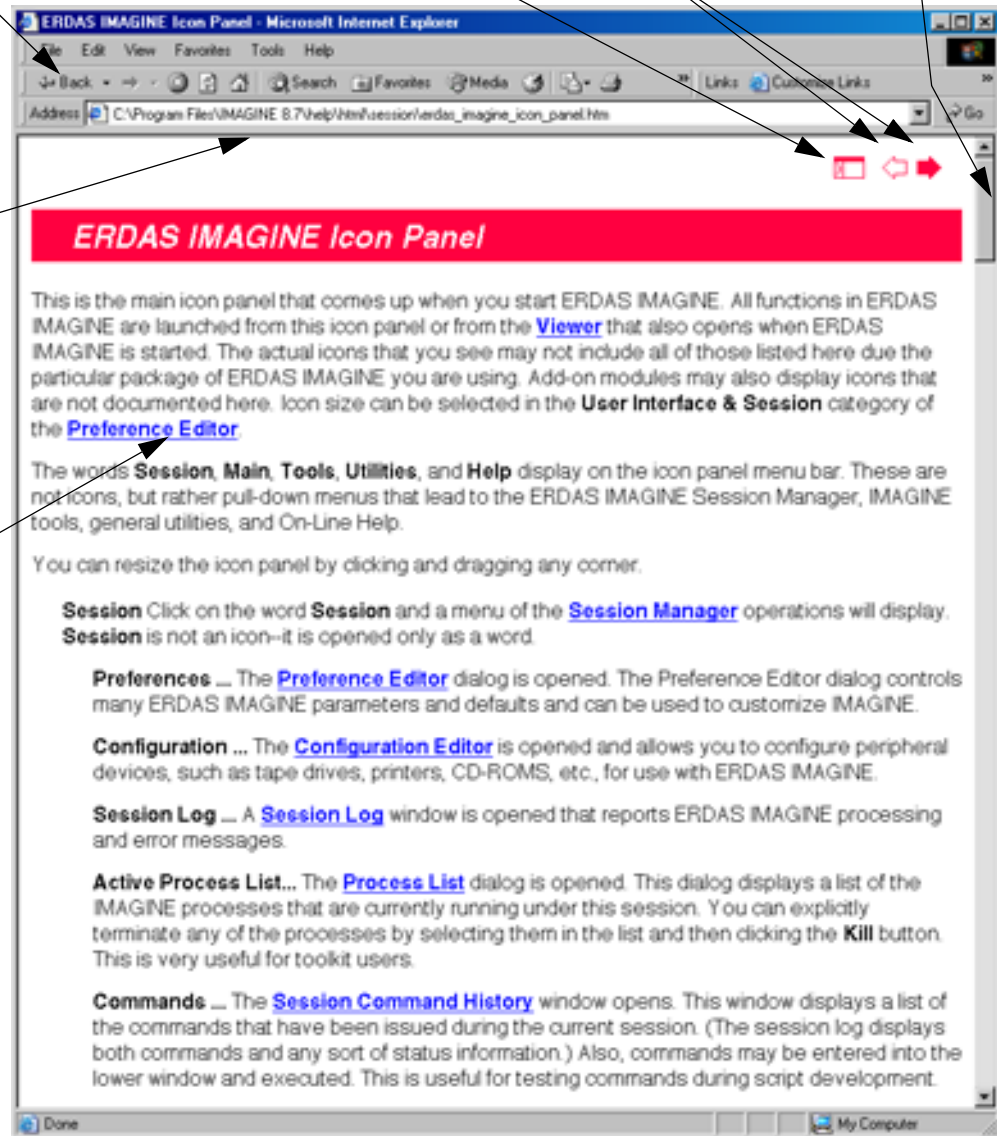 ERDAS IMAGINE Icon Panel - Microsoft Internet Explorer
File Edit View Favorites Tools Help
Back Search Favorites Media » Links Customize Links »
Address C:\Program Files\IMAGINE 8.7\help\html\session\erdas_imagine_icon_panel.htm Go
ERDAS IMAGINE Icon Panel
This is the main icon panel that comes up when you start ERDAS IMAGINE. All functions in ERDAS
IMAGINE are launched from this icon panel or from the Viewer that also opens when ERDAS
IMAGINE is started. The actual icons that you see may not include all of those listed here due the
particular package of ERDAS IMAGINE you are using. Add-on modules may also display icons that
are not documented here. Icon size can be selected in the User Interface & Session category of
the Preference Editor.
The words Session, Main, Tools, Utilities, and Help display on the icon panel menu bar. These are
not icons, but rather pull-down menus that lead to the ERDAS IMAGINE Session Manager, IMAGINE
tools, general utilities, and On-Line Help.
You can resize the icon panel by clicking and dragging any corner.
Session Click on the word Session and a menu of the Session Manager operations will display.
Session is not an icon--it is opened only as a word.
Preferences ... The Preference Editor dialog is opened. The Preference Editor dialog controls
many ERDAS IMAGINE parameters and defaults and can be used to customize IMAGINE.
Configuration ... The Configuration Editor is opened and allows you to configure peripheral
devices, such as tape drives, printers, CD-ROMS, etc., for use with ERDAS IMAGINE.
Session Log ... A Session Log window is opened that reports ERDAS IMAGINE processing
and error messages.
Active Process List... The Process List dialog is opened. This dialog displays a list of the
IMAGINE processes that are currently running under this session. You can explicitly
terminate any of the processes by selecting them in the list and then clicking the Kill button.
This is very useful for toolkit users.
Commands ... The Session Command History window opens. This window displays a list of
the commands that have been issued during the current session. (The session log displays
both commands and any sort of status information.) Also, commands may be entered into the
lower window and executed. This is useful for testing commands during script development.
Done My Computer